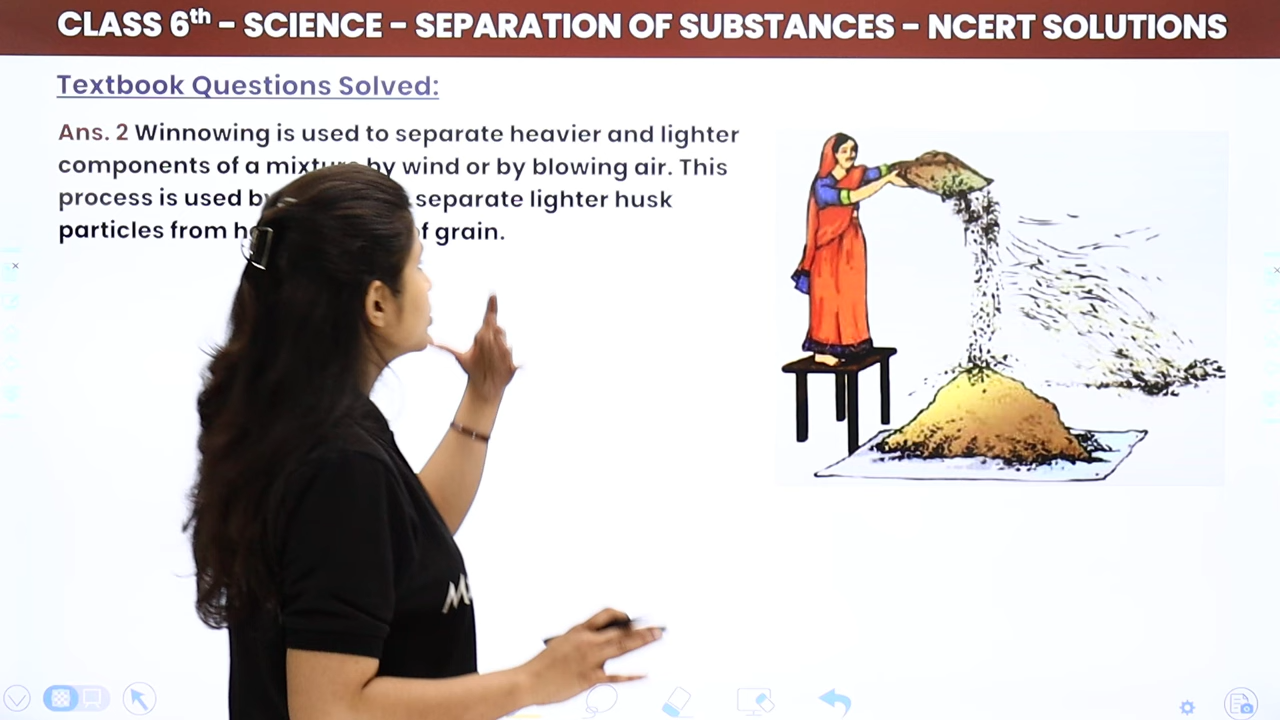 CLASS 6th – SCIENCE – SEPARATION OF SUBSTANCES – NCERT SOLUTIONS
Textbook Questions Solved:
Ans. 2 Winnowing is used to separate heavier and lighter
components of a by wind or by blowing air. This
process is used separate lighter husk
particles from of grain.